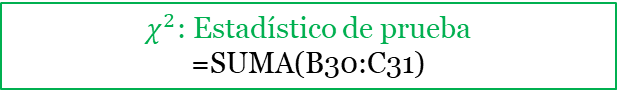 χ²: Estadístico de prueba
=SUMA(B30:C31)